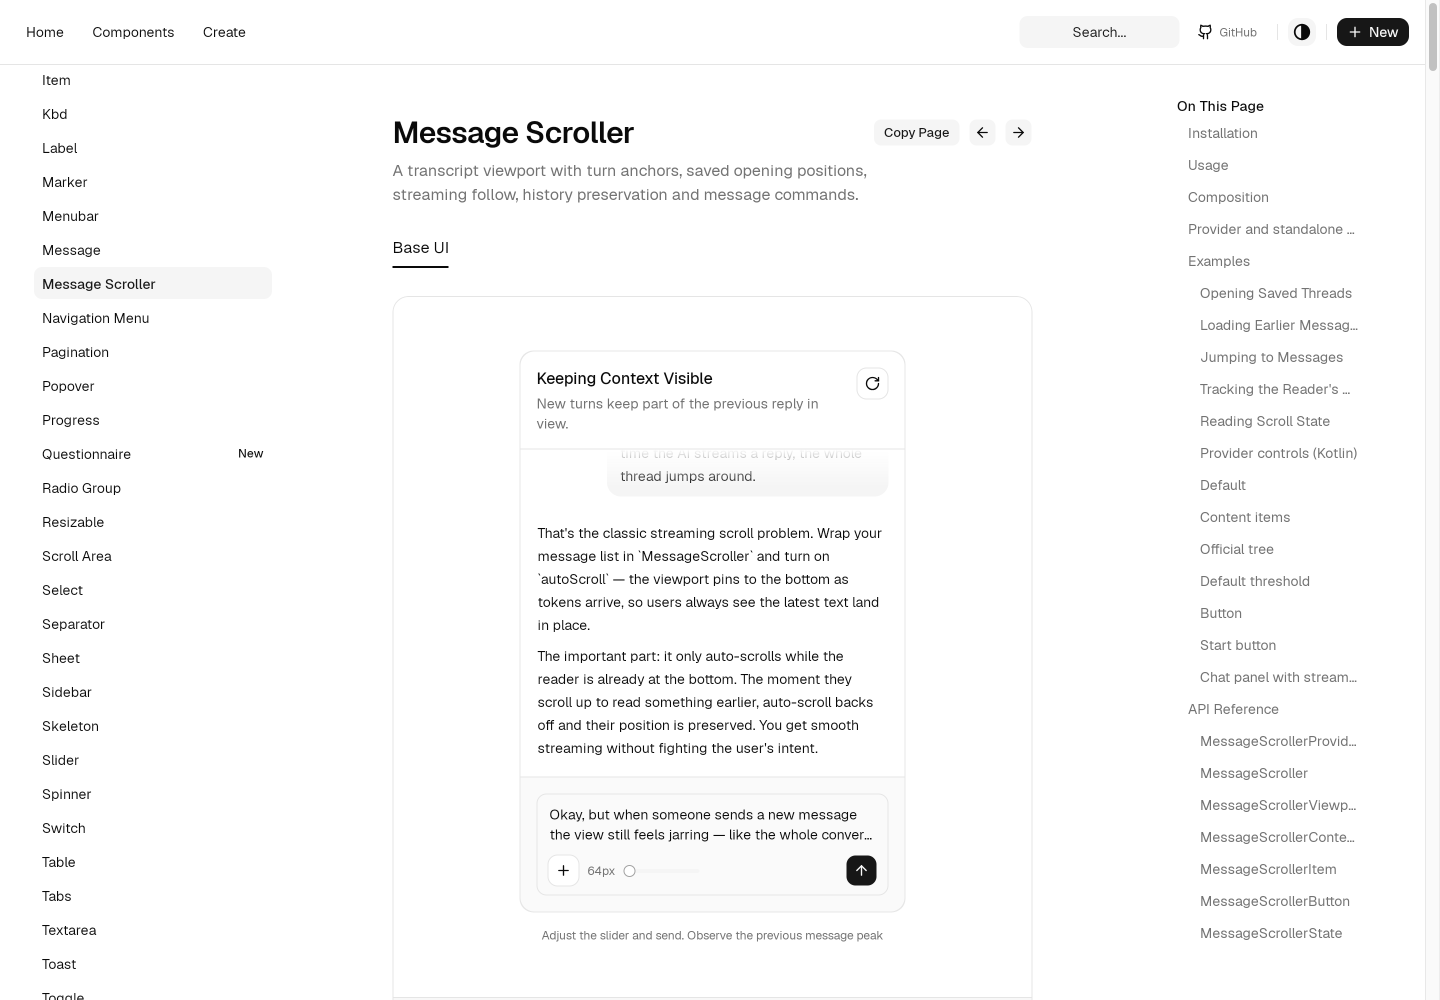 Home
Components
Create
Search...
GitHub
New
Item
Kbd
Label
Marker
Menubar
Message
Message Scroller
Navigation Menu
Pagination
Popover
Progress
Questionnaire New
Radio Group
Resizable
Scroll Area
Select
Separator
Sheet
Sidebar
Skeleton
Slider
Spinner
Switch
Table
Tabs
Textarea
Toast
Toggle
Message Scroller
Copy Page
A transcript viewport with turn anchors, saved opening positions,
streaming follow, history preservation and message commands.
Base UI
Keeping Context Visible
New turns keep part of the previous reply in
view.
time the AI streams a reply, the whole
thread jumps around.
That's the classic streaming scroll problem. Wrap your
message list in `MessageScroller` and turn on
`autoScroll` — the viewport pins to the bottom as
tokens arrive, so users always see the latest text land
in place.
The important part: it only auto-scrolls while the
reader is already at the bottom. The moment they
scroll up to read something earlier, auto-scroll backs
off and their position is preserved. You get smooth
streaming without fighting the user's intent.
Okay, but when someone sends a new message
the view still feels jarring — like the whole conver...
64px
Adjust the slider and send. Observe the previous message peak
On This Page
Installation
Usage
Composition
Provider and standalone ...
Examples
Opening Saved Threads
Loading Earlier Messag...
Jumping to Messages
Tracking the Reader's ...
Reading Scroll State
Provider controls (Kotlin)
Default
Content items
Official tree
Default threshold
Button
Start button
Chat panel with stream...
API Reference
MessageScrollerProvid...
MessageScroller
MessageScrollerViewp...
MessageScrollerConte...
MessageScrollerItem
MessageScrollerButton
MessageScrollerState